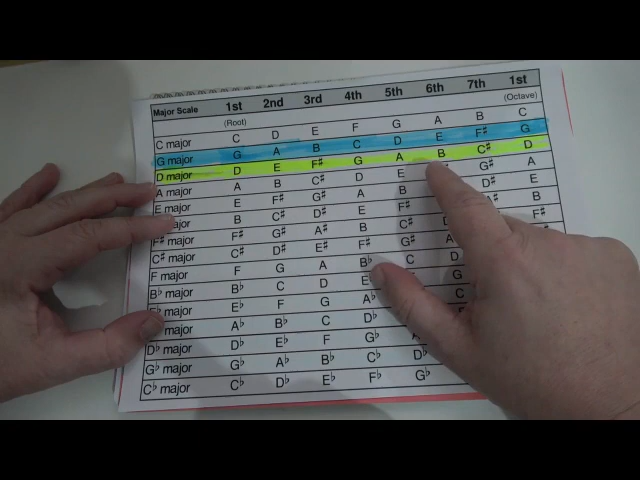 Major Scale 1st 2nd 3rd 4th 5th 6th 7th 1st
(Root) (Octave)
C major C D E F G A B C
G major G A B C D E F♯ G
D major D E F♯ G A B C♯ D
A major A B C♯ D E G♯ A
E major E F♯ G♯ A B D♯ E
major B C♯ D♯ E F♯ B
F♯ major F♯ G♯ A♯ B C♯ F♯
C♯ major C♯ D♯ E♯ F♯ G♯ A
F major F G A B♭ C D
B♭ major B♭ C D G
major E♭ F G A♭ C
major A♭ B♭ C D♭
D♭ major D♭ E♭ F G♭
G♭ major G♭ A♭ B♭ C♭ D♭
C♭ major C♭ D♭ E♭ F♭ G♭